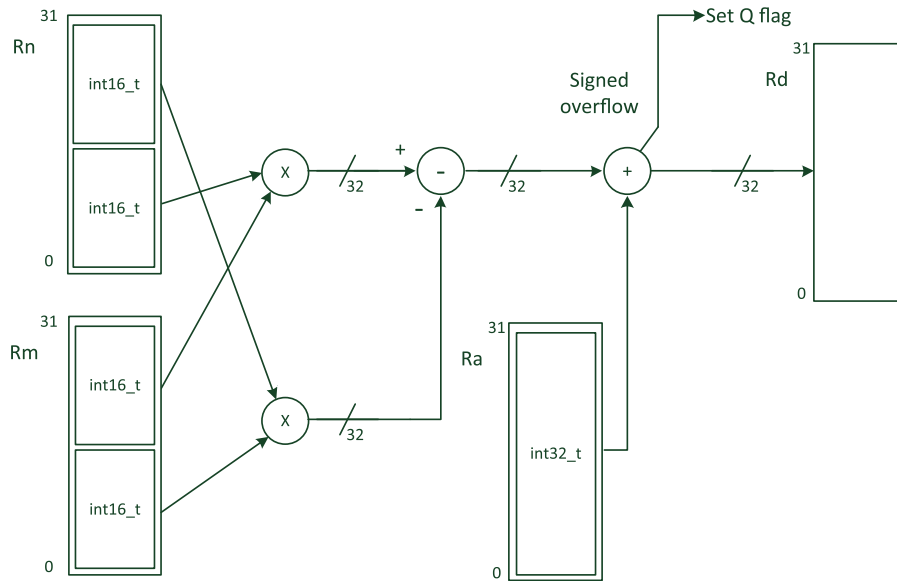 31
Rn
int16_t
int16_t
0
X
+
-
32
-
32
Signed
overflow
Set Q flag
+
32
31
Rd
0
31
Rm
int16_t
int16_t
0
X
32
-
31
Ra
int32_t
0